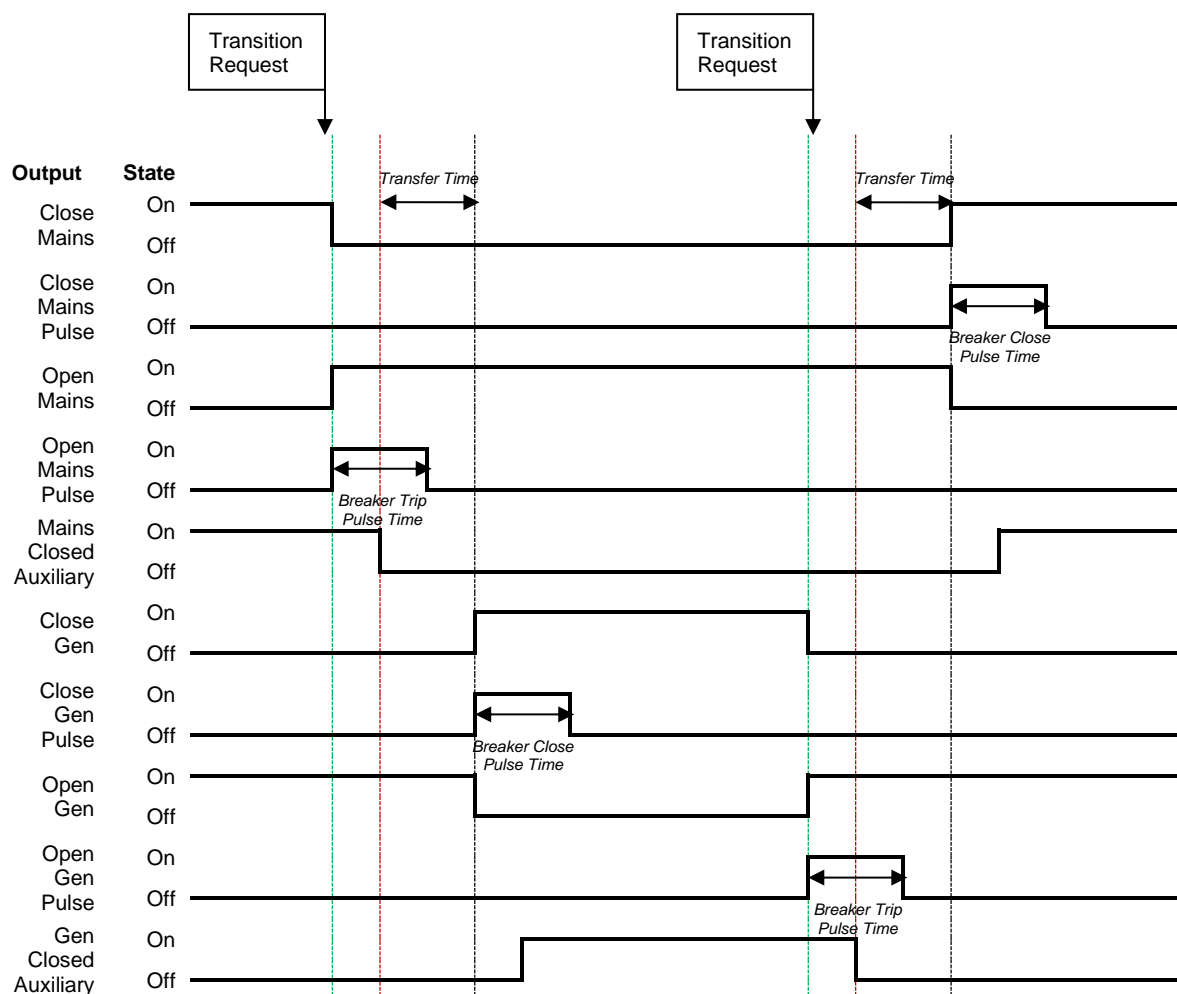 Transition
Request
Transition
Request
Output State
Transfer Time
Transfer Time
Close
Mains
On
Off
Close
Mains
Pulse
On
Off
Breaker Close
Pulse Time
Open
Mains
On
Off
Open
Mains
Pulse
On
Off
Breaker Trip
Pulse Time
Mains
Closed
Auxiliary
On
Off
Close
Gen
On
Off
Close
Gen
Pulse
On
Off
Breaker Close
Pulse Time
Open
Gen
On
Off
Open
Gen
Pulse
On
Off
Breaker Trip
Pulse Time
Gen
Closed
Auxiliary
On
Off